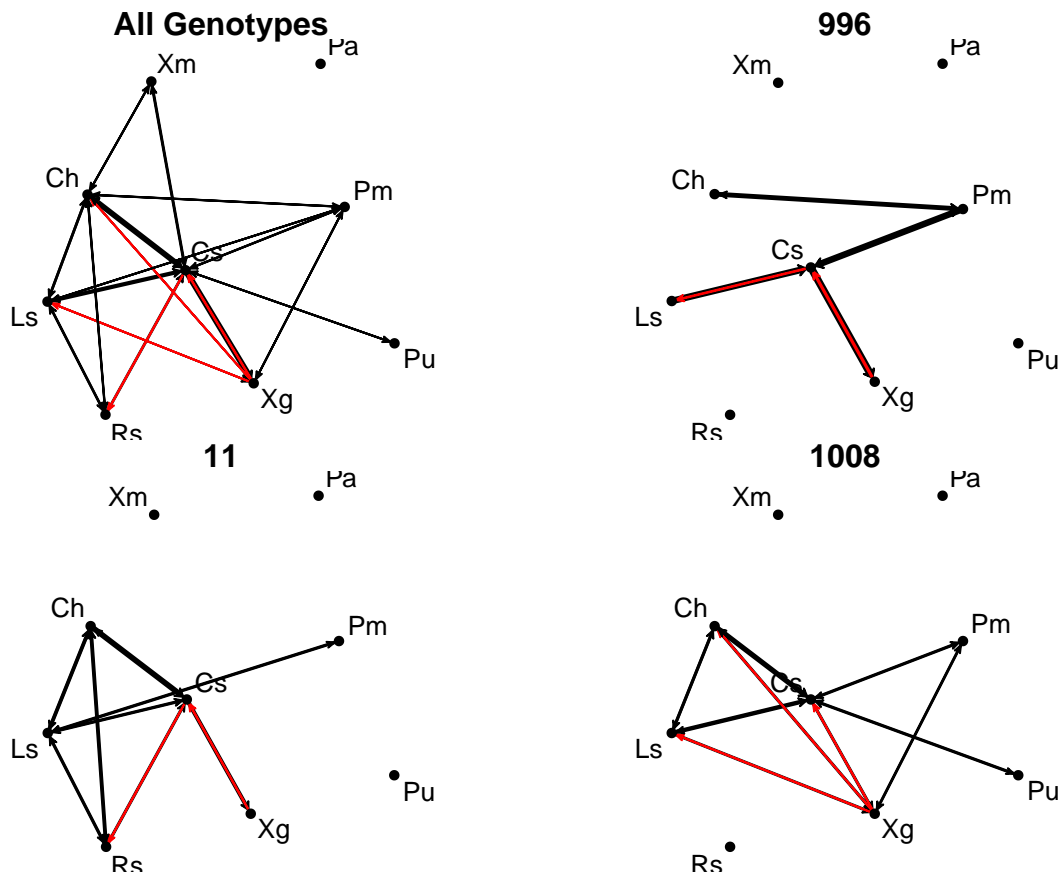 All Genotypes
Pa
Xm
Ch
Pm
Cs
Ls
Pu
Xg
Rs
996
Pa
Xm
Ch
Pm
Cs
Ls
Pu
Xg
Rs
11
Pa
Xm
Ch
Pm
Cs
Ls
Pu
Xg
Rs
1008
Pa
Xm
Ch
Pm
Cs
Ls
Pu
Xg
Rs